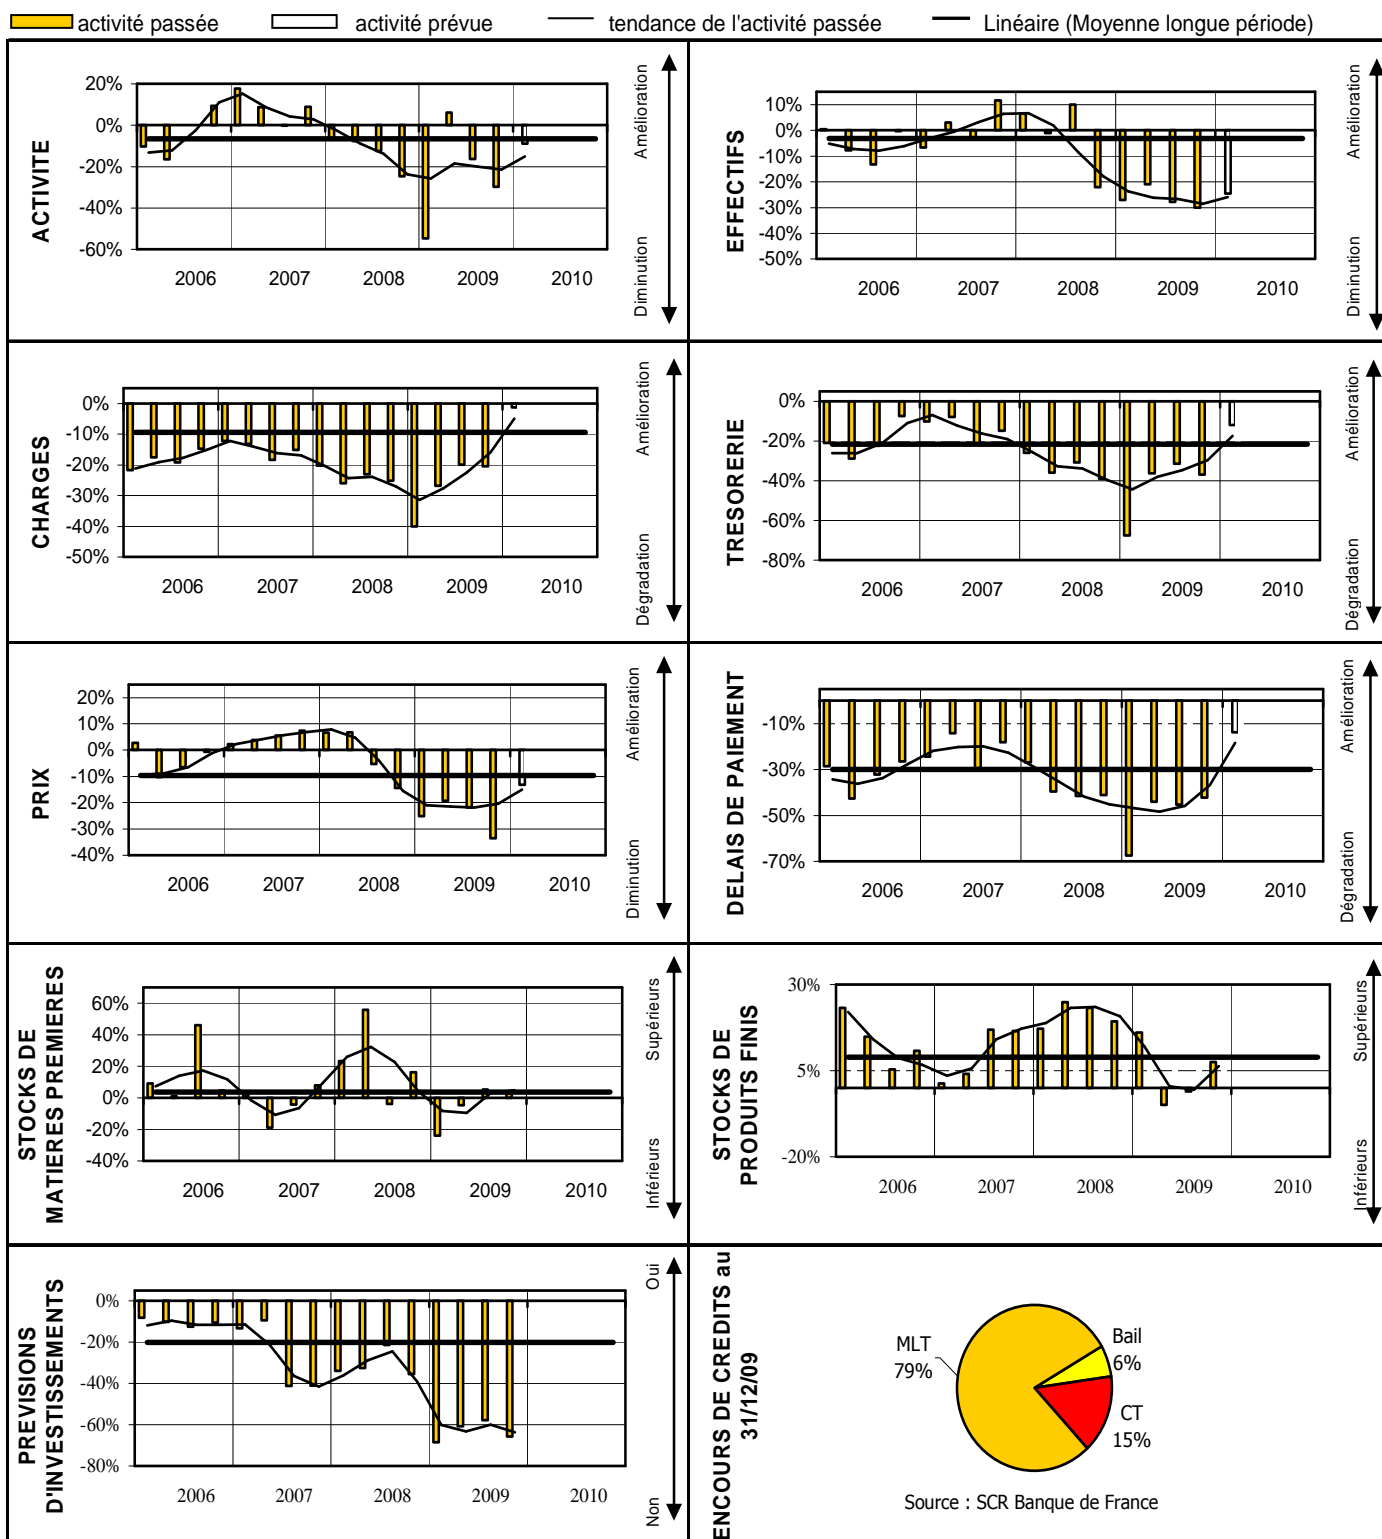 activité passée
activité prévue
tendance de l'activité passée
Linéaire (Moyenne longue période)
ACTIVITE
20%
0%
-20%
-40%
-60%
2006
2007
2008
2009
2010
Amélioration
Diminution
EFFECTIFS
10%
0%
-10%
-20%
-30%
-40%
-50%
2006
2007
2008
2009
2010
Amélioration
Diminution
CHARGES
0%
-10%
-20%
-30%
-40%
-50%
2006
2007
2008
2009
2010
Amélioration
Dégradation
TRESORERIE
0%
-20%
-40%
-60%
-80%
2006
2007
2008
2009
2010
Amélioration
Dégradation
PRIX
20%
10%
0%
-10%
-20%
-30%
-40%
2006
2007
2008
2009
2010
Amélioration
Diminution
DELAIS DE PAIEMENT
-10%
-30%
-50%
-70%
2006
2007
2008
2009
2010
Amélioration
Dégradation
STOCKS DE
MATIERES PREMIERES
60%
40%
20%
0%
-20%
-40%
2006
2007
2008
2009
2010
Supérieurs
Inférieurs
STOCKS DE
PRODUITS FINIS
30%
5%
-20%
2006
2007
2008
2009
2010
Supérieurs
Inférieurs
PREVISIONS
D'INVESTISSEMENTS
0%
-20%
-40%
-60%
-80%
2006
2007
2008
2009
2010
Oui
Non
ENCOURS DE CREDITS au
31/12/09
MLT
79%
Bail
6%
CT
15%
Source : SCR Banque de France